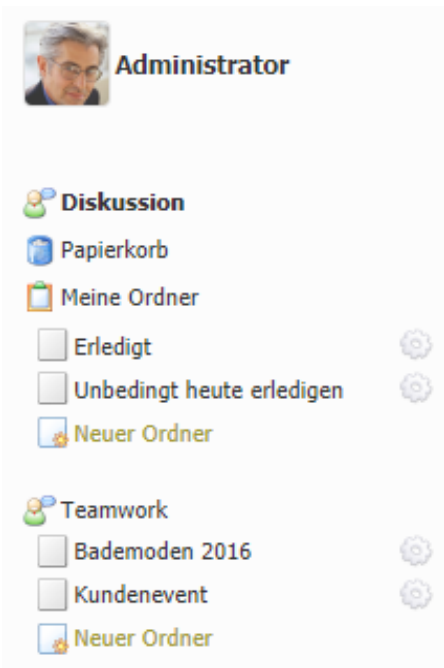 Administrator
Diskussion
Papierkorb
Meine Ordner
Erledigt
Unbedingt heute erledigen
Neuer Ordner
Teamwork
Bademoden 2016
Kundenevent
Neuer Ordner